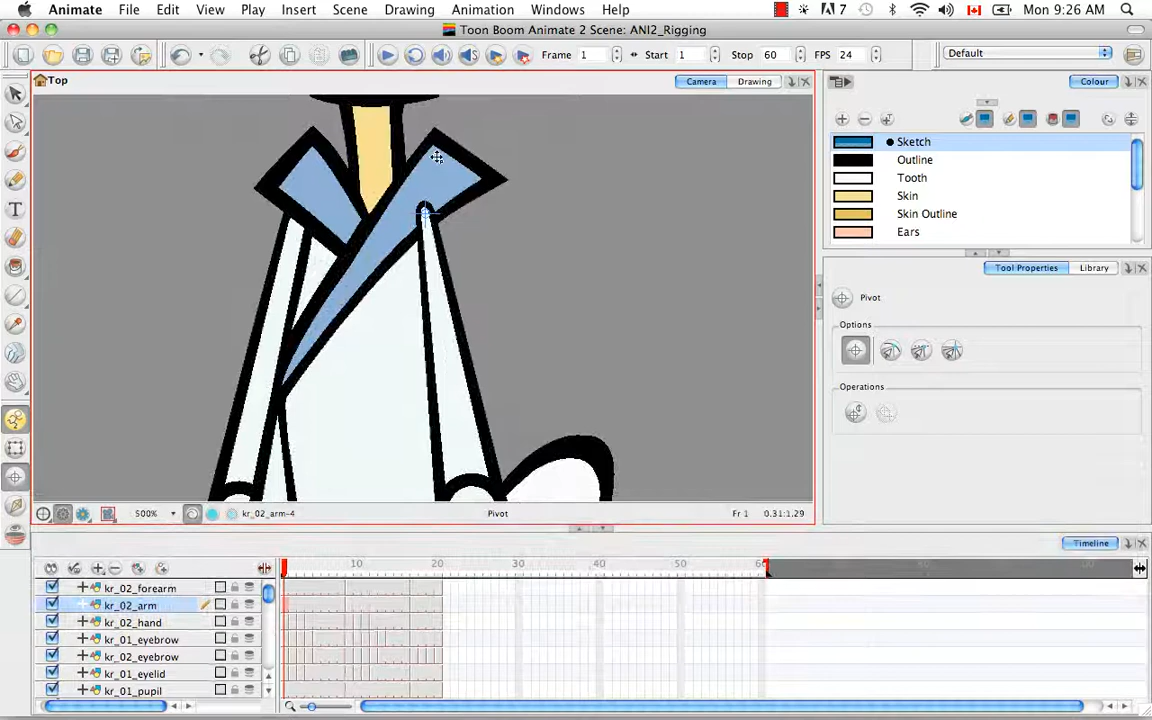 Animate File Edit View Play Insert Scene Drawing Animation Windows Help 7 Mon 9:26 AM
Toon Boom Animate 2 Scene: ANI2_Rigging
Frame 1 Start 1 Stop 60 FPS 24 Default
Top Camera Drawing Colour
Sketch
Outline
Tooth
Skin
Skin Outline
Ears
Tool Properties Library
Pivot
Options
Operations
500% kr_02_arm-4 Pivot Fr 1 0.31:1.29
Timeline
10 20 30 40 50 60
kr_02_forearm
kr_02_arm
kr_02_hand
kr_01_eyebrow
kr_02_eyebrow
kr_01_eyelid
kr_01_pupil